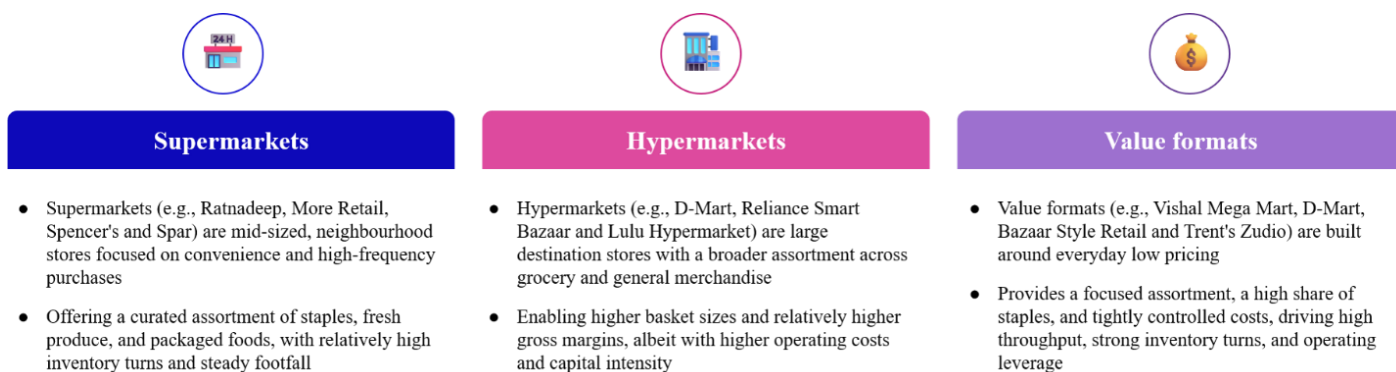 24 H
Supermarkets
● Supermarkets (e.g., Ratnadeep, More Retail,
Spencer's and Spar) are mid-sized, neighbourhood
stores focused on convenience and high-frequency
purchases
● Offering a curated assortment of staples, fresh
produce, and packaged foods, with relatively high
inventory turns and steady footfall
$
Hypermarkets
● Hypermarkets (e.g., D-Mart, Reliance Smart
Bazaar and Lulu Hypermarket) are large
destination stores with a broader assortment across
grocery and general merchandise
● Enabling higher basket sizes and relatively higher
gross margins, albeit with higher operating costs
and capital intensity
Value formats
● Value formats (e.g., Vishal Mega Mart, D-Mart,
Bazaar Style Retail and Trent's Zudio) are built
around everyday low pricing
● Provides a focused assortment, a high share of
staples, and tightly controlled costs, driving high
throughput, strong inventory turns, and operating
leverage